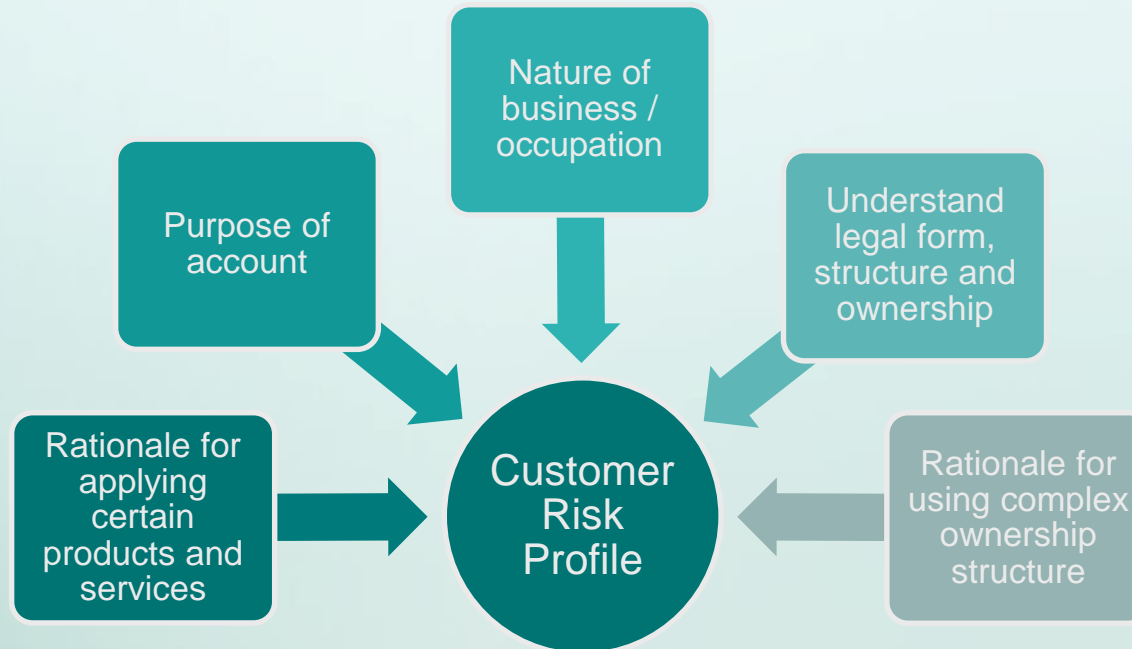 Nature of
business /
occupation
Purpose of
account
Understand
legal form,
structure and
ownership
Rationale for
applying
certain
products and
services
Customer
Risk
Profile
Rationale for
using complex
ownership
structure